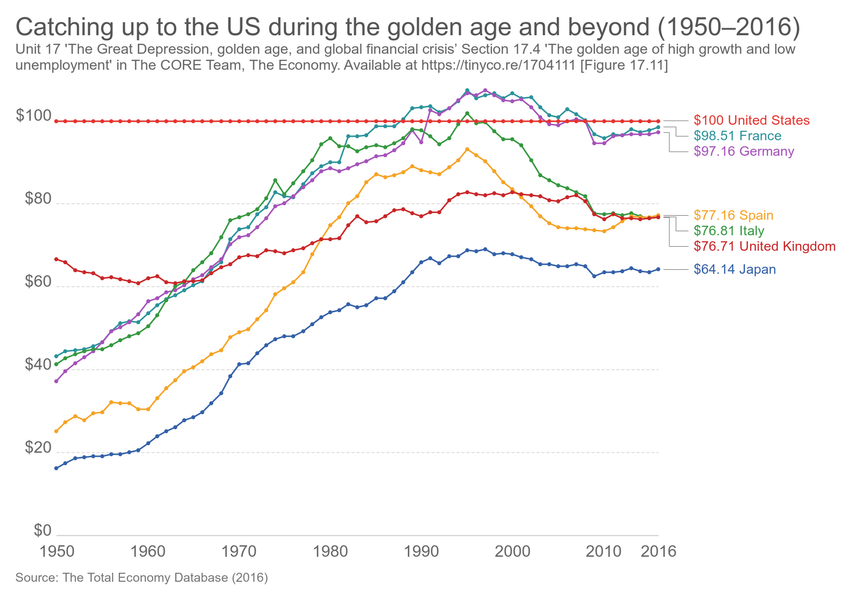 Catching up to the US during the golden age and beyond (1950–2016)
Unit 17 'The Great Depression, golden age, and global financial crisis’ Section 17.4 'The golden age of high growth and low
unemployment' in The CORE Team, The Economy. Available at https://tinyco.re/1704111 [Figure 17.11]
$100
$80
$60
$40
$20
$0
$100 United States
$98.51 France
$97.16 Germany
$77.16 Spain
$76.81 Italy
$76.71 United Kingdom
$64.14 Japan
1950 1960 1970 1980 1990 2000 2010 2016
Source: The Total Economy Database (2016)